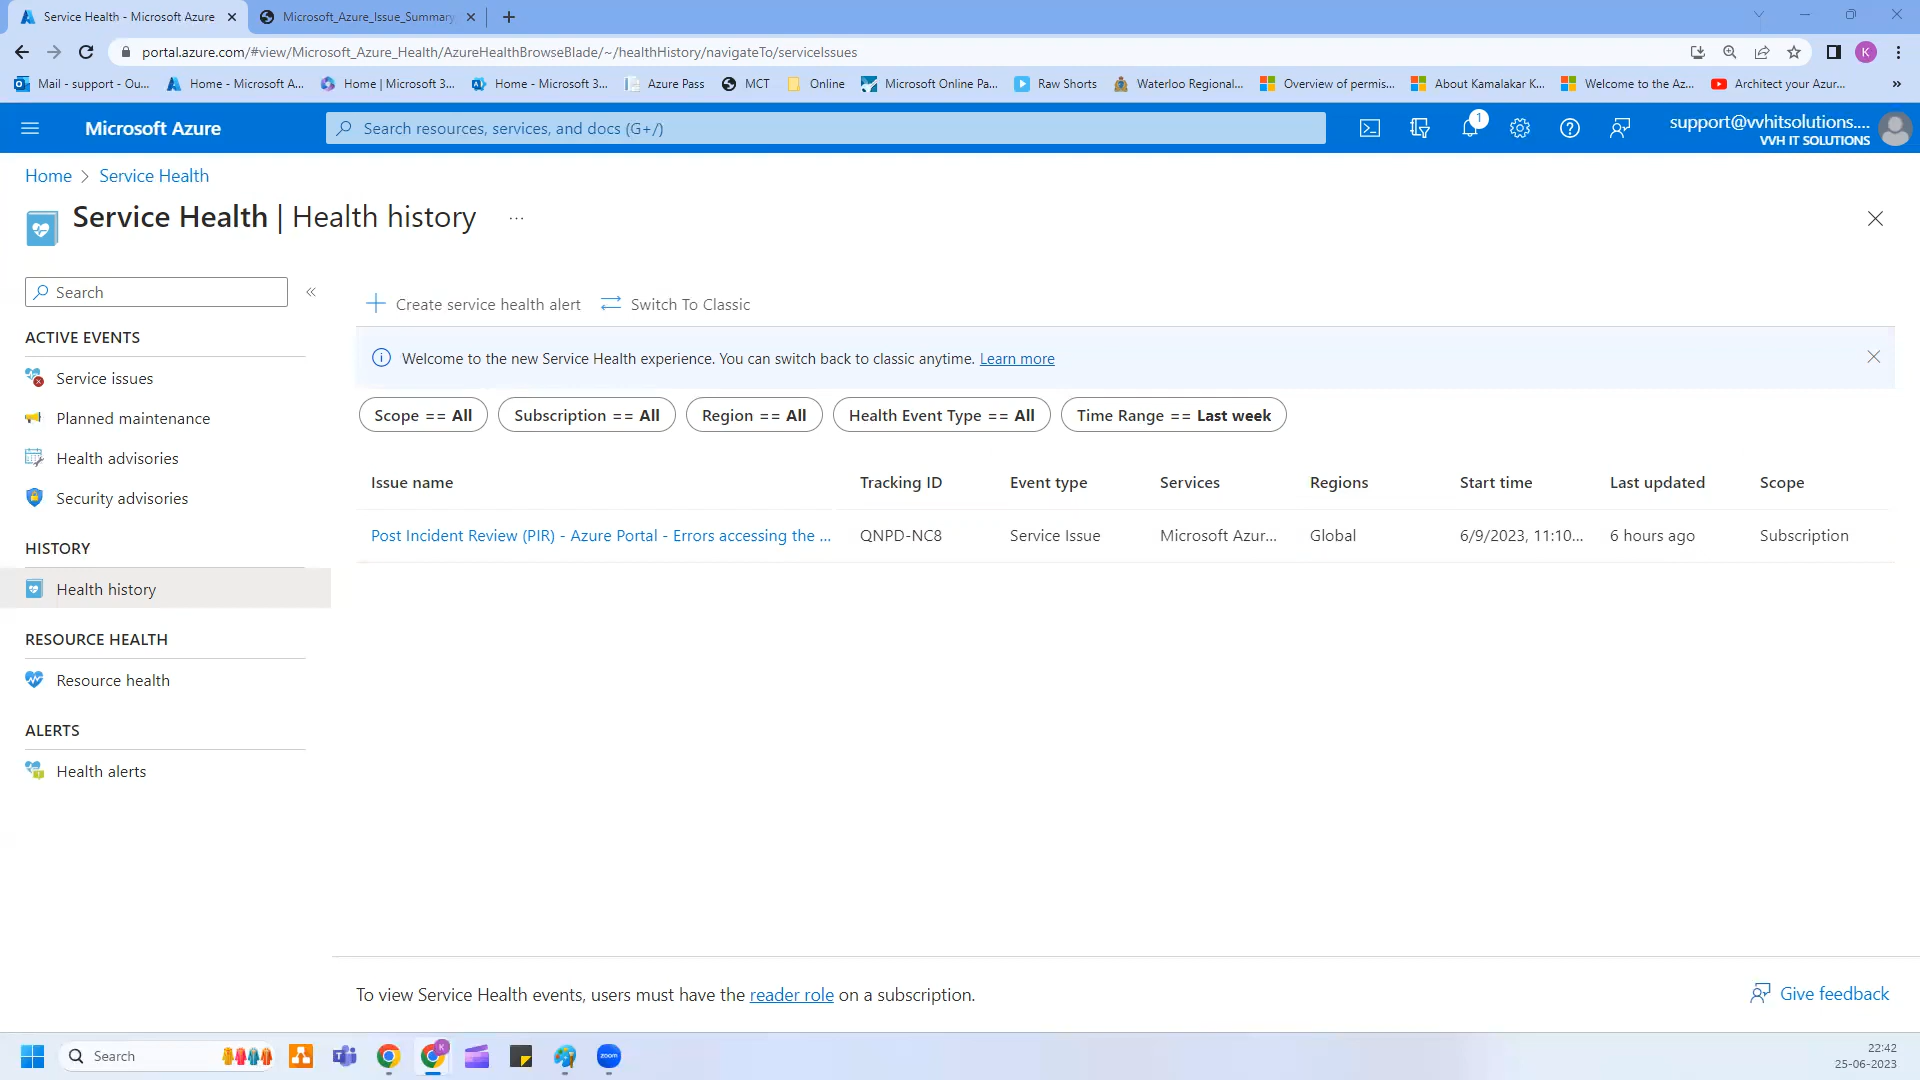 Service Health - Microsoft Azure
Microsoft_Azure_Issue_Summary
portal.azure.com/#view/Microsoft_Azure_Health/AzureHealthBrowseBlade/~/healthHistory/navigateTo/serviceIssues
K
Mail - support - Ou...
Home - Microsoft A...
Home | Microsoft 3...
Home - Microsoft 3...
Azure Pass
MCT
Online
Microsoft Online Pa...
Raw Shorts
Waterloo Regional...
Overview of permis...
About Kamalakar K...
Welcome to the Az...
Architect your Azur...
»
Microsoft Azure
Search resources, services, and docs (G+/)
1
support@vvhitsolutions....
VVH IT SOLUTIONS
Home > Service Health
Service Health | Health history ...
Search
«
ACTIVE EVENTS
Service issues
Planned maintenance
Health advisories
Security advisories
HISTORY
Health history
RESOURCE HEALTH
Resource health
ALERTS
Health alerts
Create service health alert
Switch To Classic
Welcome to the new Service Health experience. You can switch back to classic anytime. Learn more
Scope == All
Subscription == All
Region == All
Health Event Type == All
Time Range == Last week
Issue name Tracking ID Event type Services Regions Start time Last updated Scope
Post Incident Review (PIR) - Azure Portal - Errors accessing the ... QNPD-NC8 Service Issue Microsoft Azur... Global 6/9/2023, 11:10... 6 hours ago Subscription
To view Service Health events, users must have the reader role on a subscription.
Give feedback
Search
K
zoom
22:42
25-06-2023